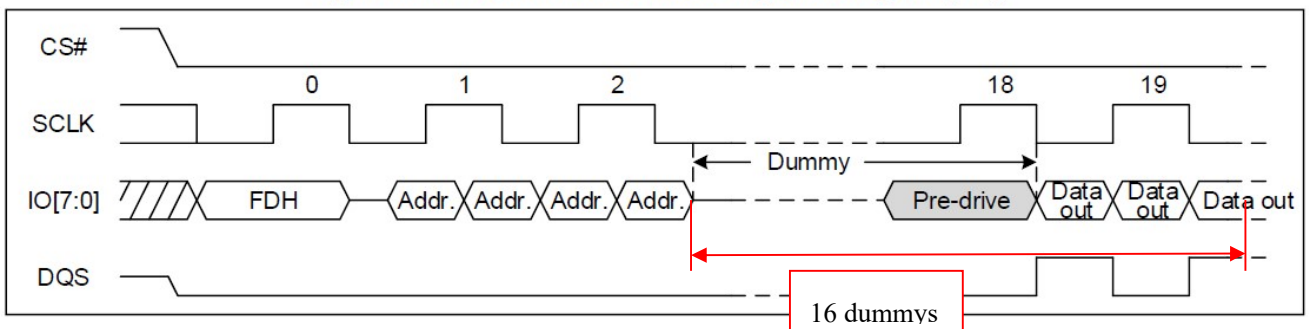 CS#
0 1 2 18 19
SCLK
Dummy
IO[7:0] FDH Addr. Addr. Addr. Addr. Pre-drive Data out Data out Data out
DQS
16 dummys